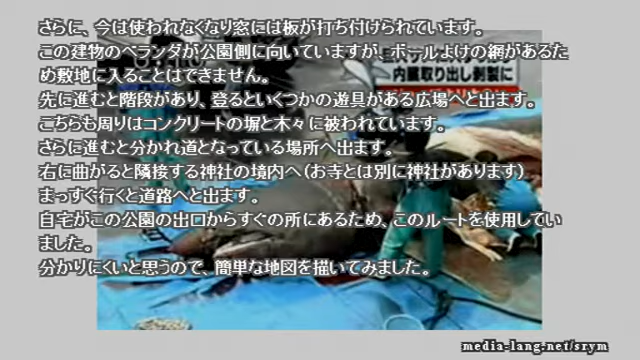 さらに、今は使われなくなり窓には板が打ち付けられています。
この建物のベランダが公園側に向いていますが、ボールよけの網があるた
め敷地に入ることはできません。
内臓取り出し剥製に
先に進むと階段があり、登るといくつかの遊具がある広場へと出ます。
こちらも周りはコンクリートの塀と木々に被われています。
さらに進むと分かれ道となっている場所へ出ます。
右に曲がると隣接する神社の境内へ（お寺とは別に神社があります）
まっすぐ行くと道路へと出ます。
自宅がこの公園の出口からすぐの所にあるため、このルートを使用してい
ました。
分かりにくいと思うので、簡単な地図を描いてみました。
media-lang.net/srym